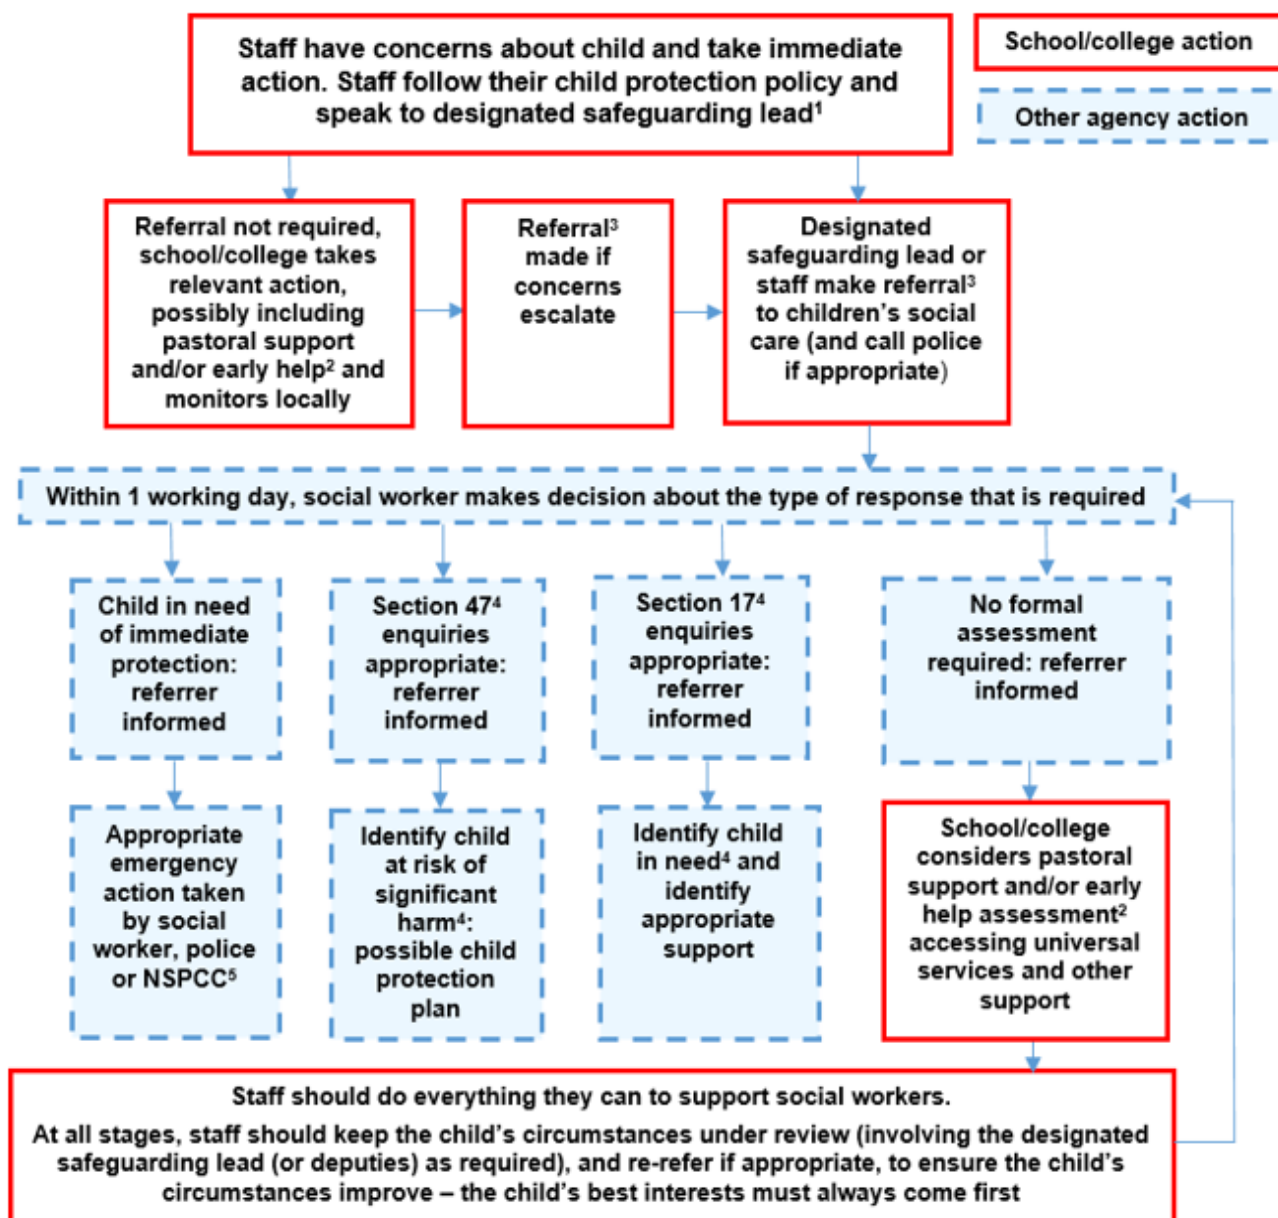 Staff have concerns about child and take immediate
action. Staff follow their child protection policy and
speak to designated safeguarding lead¹
School/college action
Other agency action
Referral not required,
school/college takes
relevant action,
possibly including
pastoral support
and/or early help² and
monitors locally
Referral³
made if
concerns
escalate
Designated
safeguarding lead or
staff make referral³
to children's social
care (and call police
if appropriate)
Within 1 working day, social worker makes decision about the type of response that is required
Child in need
of immediate
protection:
referrer
informed
Section 47⁴
enquiries
appropriate:
referrer
informed
Section 17⁴
enquiries
appropriate:
referrer
informed
No formal
assessment
required: referrer
informed
Appropriate
emergency
action taken
by social
worker, police
or NSPCC⁵
Identify child
at risk of
significant
harm⁴:
possible child
protection
plan
Identify child
in need⁴ and
identify
appropriate
support
School/college
considers pastoral
support and/or early
help assessment²
accessing universal
services and other
support
Staff should do everything they can to support social workers.
At all stages, staff should keep the child's circumstances under review (involving the designated
safeguarding lead (or deputies) as required), and re-refer if appropriate, to ensure the child's
circumstances improve – the child's best interests must always come first